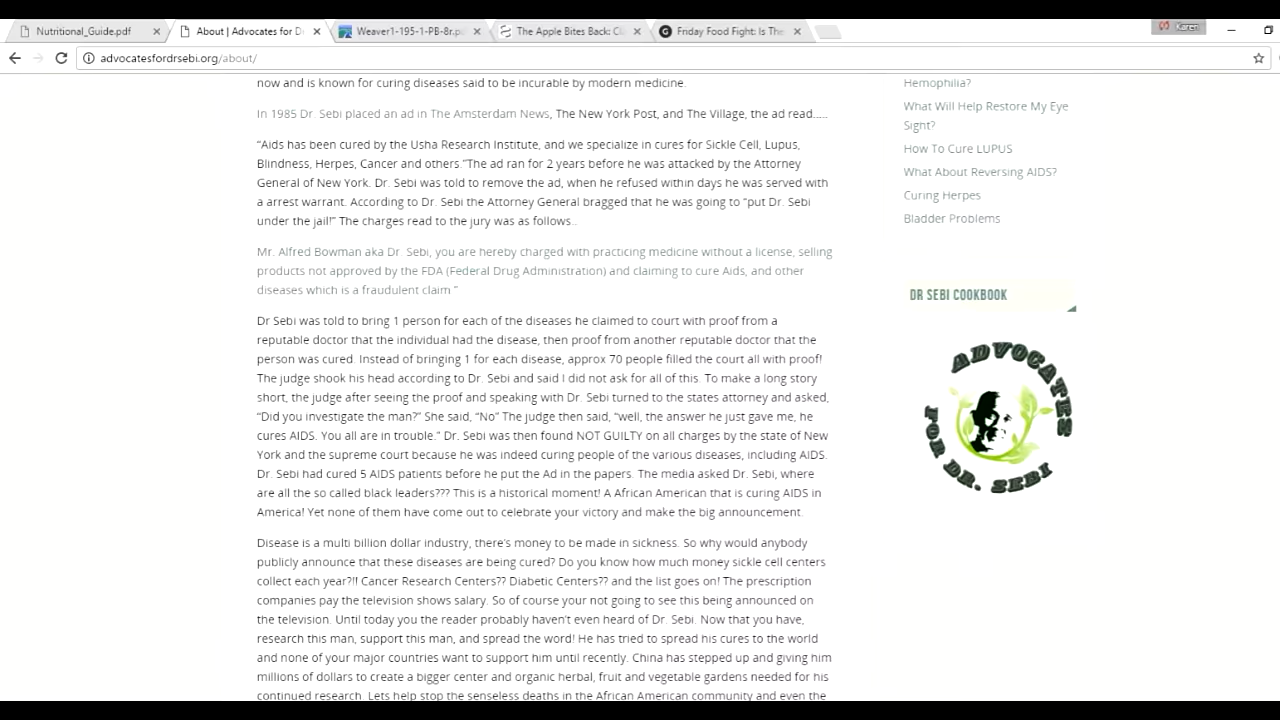 Nutritional_Guide.pdf
About | Advocates for D
Weaver1-195-1-PB-8r.p
The Apple Bites Back: C
Friday Food Fight: Is The
Karen
advocatesfordrsebi.org/about/
now and is known for curing diseases said to be incurable by modern medicine.
In 1985 Dr. Sebi placed an ad in The Amsterdam News, The New York Post, and The Village, the ad read.....
“Aids has been cured by the Usha Research Institute, and we specialize in cures for Sickle Cell, Lupus,
Blindness, Herpes, Cancer and others.”The ad ran for 2 years before he was attacked by the Attorney
General of New York. Dr. Sebi was told to remove the ad, when he refused within days he was served with
a arrest warrant. According to Dr. Sebi the Attorney General bragged that he was going to “put Dr. Sebi
under the jail!” The charges read to the jury was as follows..
Mr. Alfred Bowman aka Dr. Sebi, you are hereby charged with practicing medicine without a license, selling
products not approved by the FDA (Federal Drug Administration) and claiming to cure Aids, and other
diseases which is a fraudulent claim ”
Dr Sebi was told to bring 1 person for each of the diseases he claimed to court with proof from a
reputable doctor that the individual had the disease, then proof from another reputable doctor that the
person was cured. Instead of bringing 1 for each disease, approx 70 people filled the court all with proof!
The judge shook his head according to Dr. Sebi and said I did not ask for all of this. To make a long story
short, the judge after seeing the proof and speaking with Dr. Sebi turned to the states attorney and asked,
“Did you investigate the man?” She said, “No” The judge then said, “well, the answer he just gave me, he
cures AIDS. You all are in trouble.” Dr. Sebi was then found NOT GUILTY on all charges by the state of New
York and the supreme court because he was indeed curing people of the various diseases, including AIDS.
Dr. Sebi had cured 5 AIDS patients before he put the Ad in the papers. The media asked Dr. Sebi, where
are all the so called black leaders??? This is a historical moment! A African American that is curing AIDS in
America! Yet none of them have come out to celebrate your victory and make the big announcement.
Disease is a multi billion dollar industry, there’s money to be made in sickness. So why would anybody
publicly announce that these diseases are being cured? Do you know how much money sickle cell centers
collect each year?!! Cancer Research Centers?? Diabetic Centers?? and the list goes on! The prescription
companies pay the television shows salary. So of course your not going to see this being announced on
the television. Until today you the reader probably haven’t even heard of Dr. Sebi. Now that you have,
research this man, support this man, and spread the word! He has tried to spread his cures to the world
and none of your major countries want to support him until recently. China has stepped up and giving him
millions of dollars to create a bigger center and organic herbal, fruit and vegetable gardens needed for his
continued research. Lets help stop the senseless deaths in the African American community and even the
Hemophilia?
What Will Help Restore My Eye
Sight?
How To Cure LUPUS
What About Reversing AIDS?
Curing Herpes
Bladder Problems
DR SEBI COOKBOOK
ADVOCATES
FOR DR. SEBI